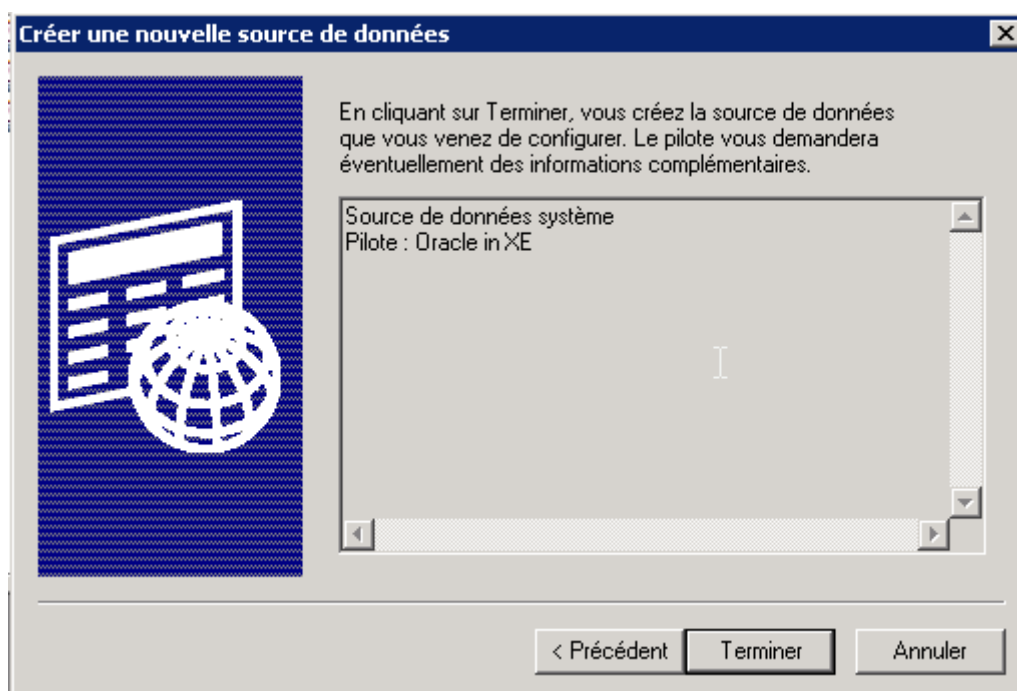 Créer une nouvelle source de données
En cliquant sur Terminer, vous créez la source de données
que vous venez de configurer. Le pilote vous demandera
éventuellement des informations complémentaires.
Source de données système
Pilote : Oracle in XE
< Précédent
Terminer
Annuler